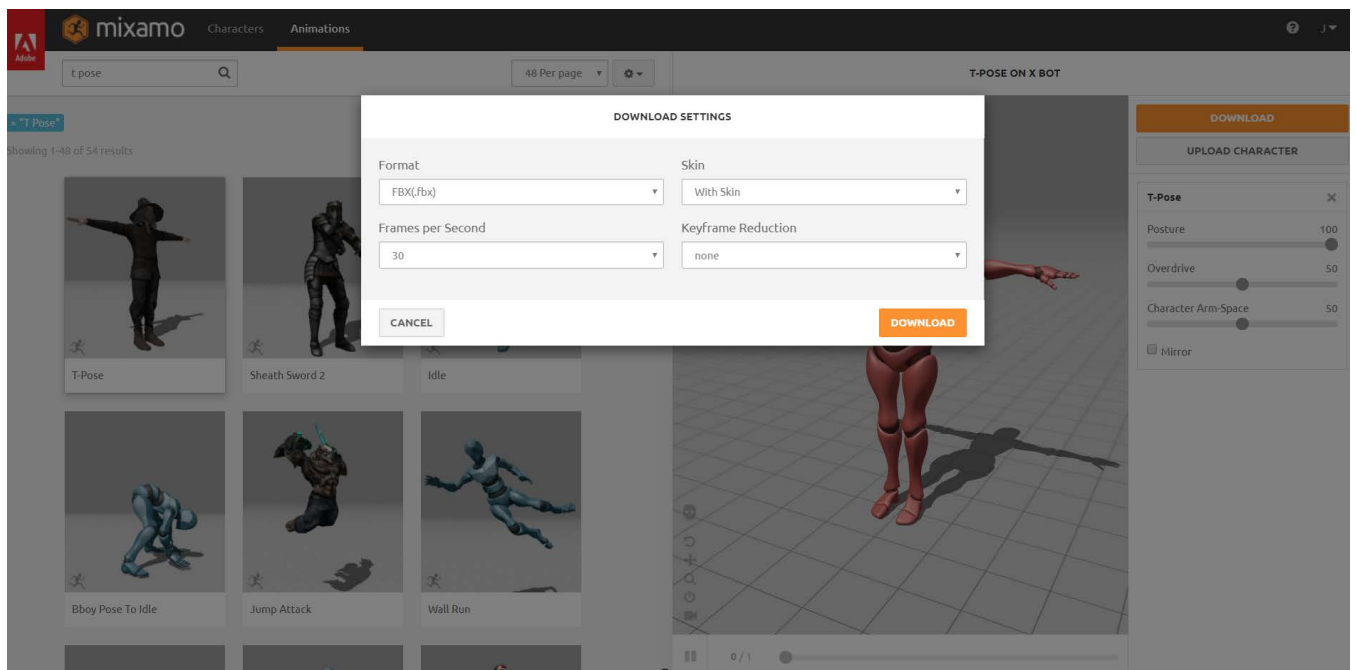 Adobe
mixamo
Characters
Animations
J
t pose
48 Per page
T-POSE ON X BOT
× "T Pose"
Showing 1-48 of 54 results
DOWNLOAD SETTINGS
Format
Skin
FBX(.fbx)
With Skin
Frames per Second
Keyframe Reduction
30
none
CANCEL
DOWNLOAD
DOWNLOAD
UPLOAD CHARACTER
T-Pose
Posture 100
Overdrive 50
Character Arm-Space 50
Mirror
T-Pose
Sheath Sword 2
Idle
Bboy Pose To Idle
Jump Attack
Wall Run
0 / 1